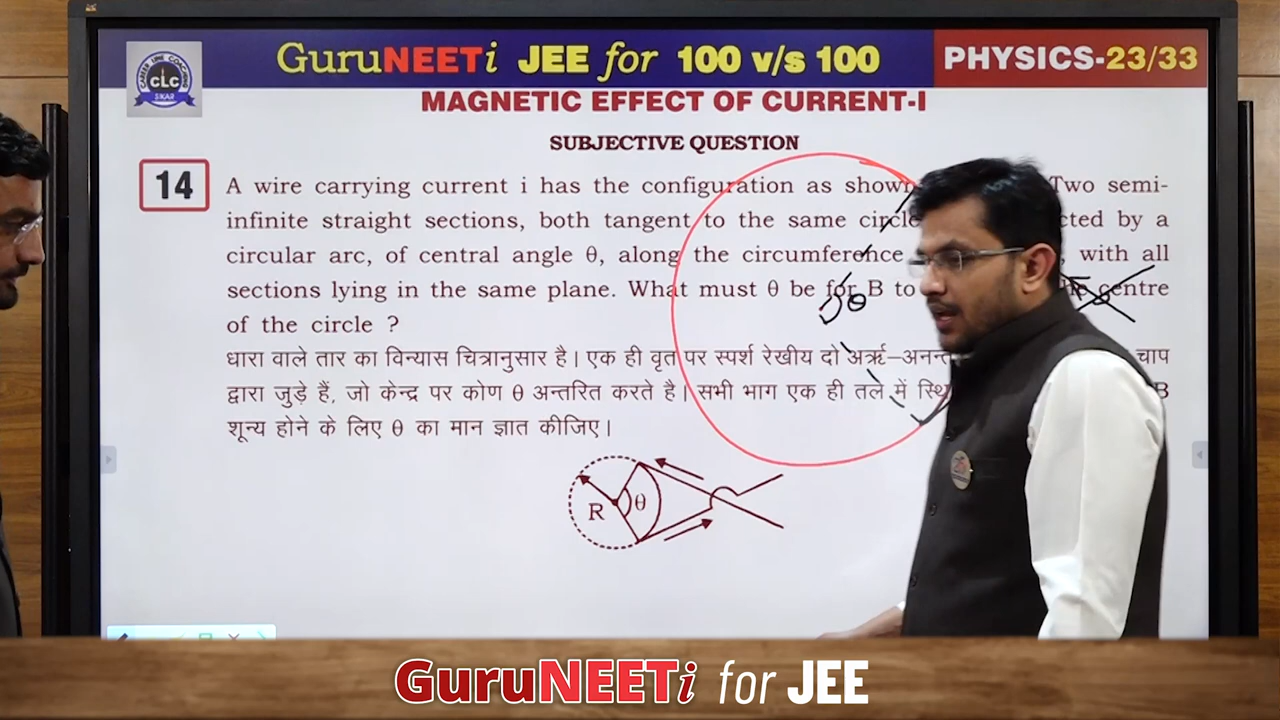 GuruNEETi JEE for 100 v/s 100
PHYSICS-23/33
CLC
SIKAR
MAGNETIC EFFECT OF CURRENT-I
SUBJECTIVE QUESTION
14
A wire carrying current i has the configuration as shown Two semi-
infinite straight sections, both tangent to the same circle by a
circular arc, of central angle θ, along the circumference with all
sections lying in the same plane. What must θ be for B to centre
of the circle ?
धारा वाले तार का विन्यास चित्रानुसार है। एक ही वृत पर स्पर्श रेखीय दो चाप
द्वारा जुड़े हैं, जो केन्द्र पर कोण θ अन्तरित करते है। सभी भाग एक ही तले में B
शून्य होने के लिए θ का मान ज्ञात कीजिए।
θ
R θ
GuruNEETi for JEE